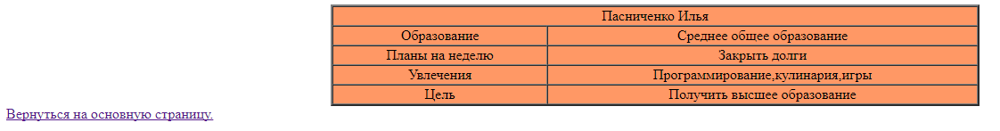 Пасниченко Илья
Образование Среднее общее образование
Планы на неделю Закрыть долги
Увлечения Программирование,кулинария,игры
Цель Получить высшее образование
Вернуться на основную страницу.